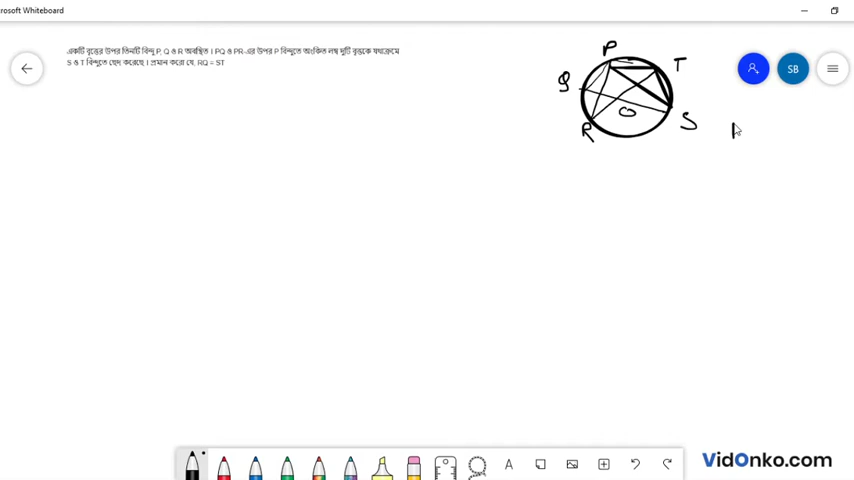 rosoft Whiteboard
একটি বৃত্তের উপর তিনটি বিন্দু P, Q ও R অবস্থিত । PQ ও PR-এর উপর P বিন্দুতে অংকিত লম্ব দুটি বৃত্তকে যথাক্রমে
S ও T বিন্দুতে ছেদ করেছে । প্রমান করো যে, RQ = ST
P
T
Q
O
R
S
SB
A
VidOnko.com